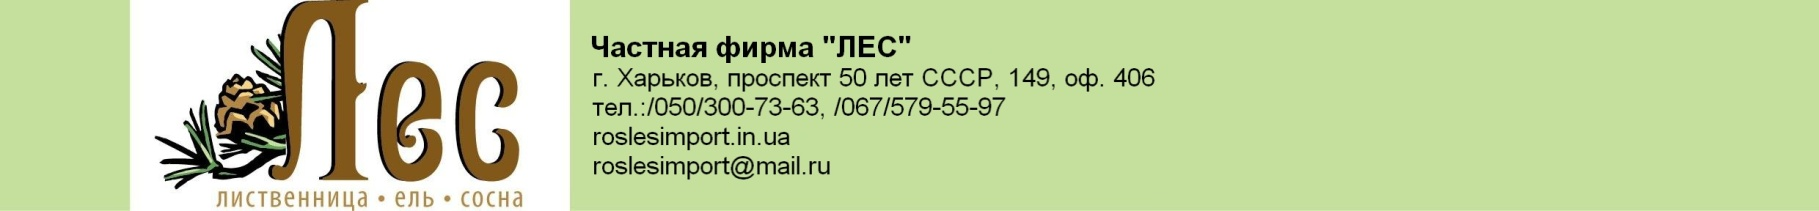 Лес
лиственница • ель • сосна
Частная фирма "ЛЕС"
г. Харьков, проспект 50 лет СССР, 149, оф. 406
тел.:/050/300-73-63, /067/579-55-97
roslesimport.in.ua
roslesimport@mail.ru